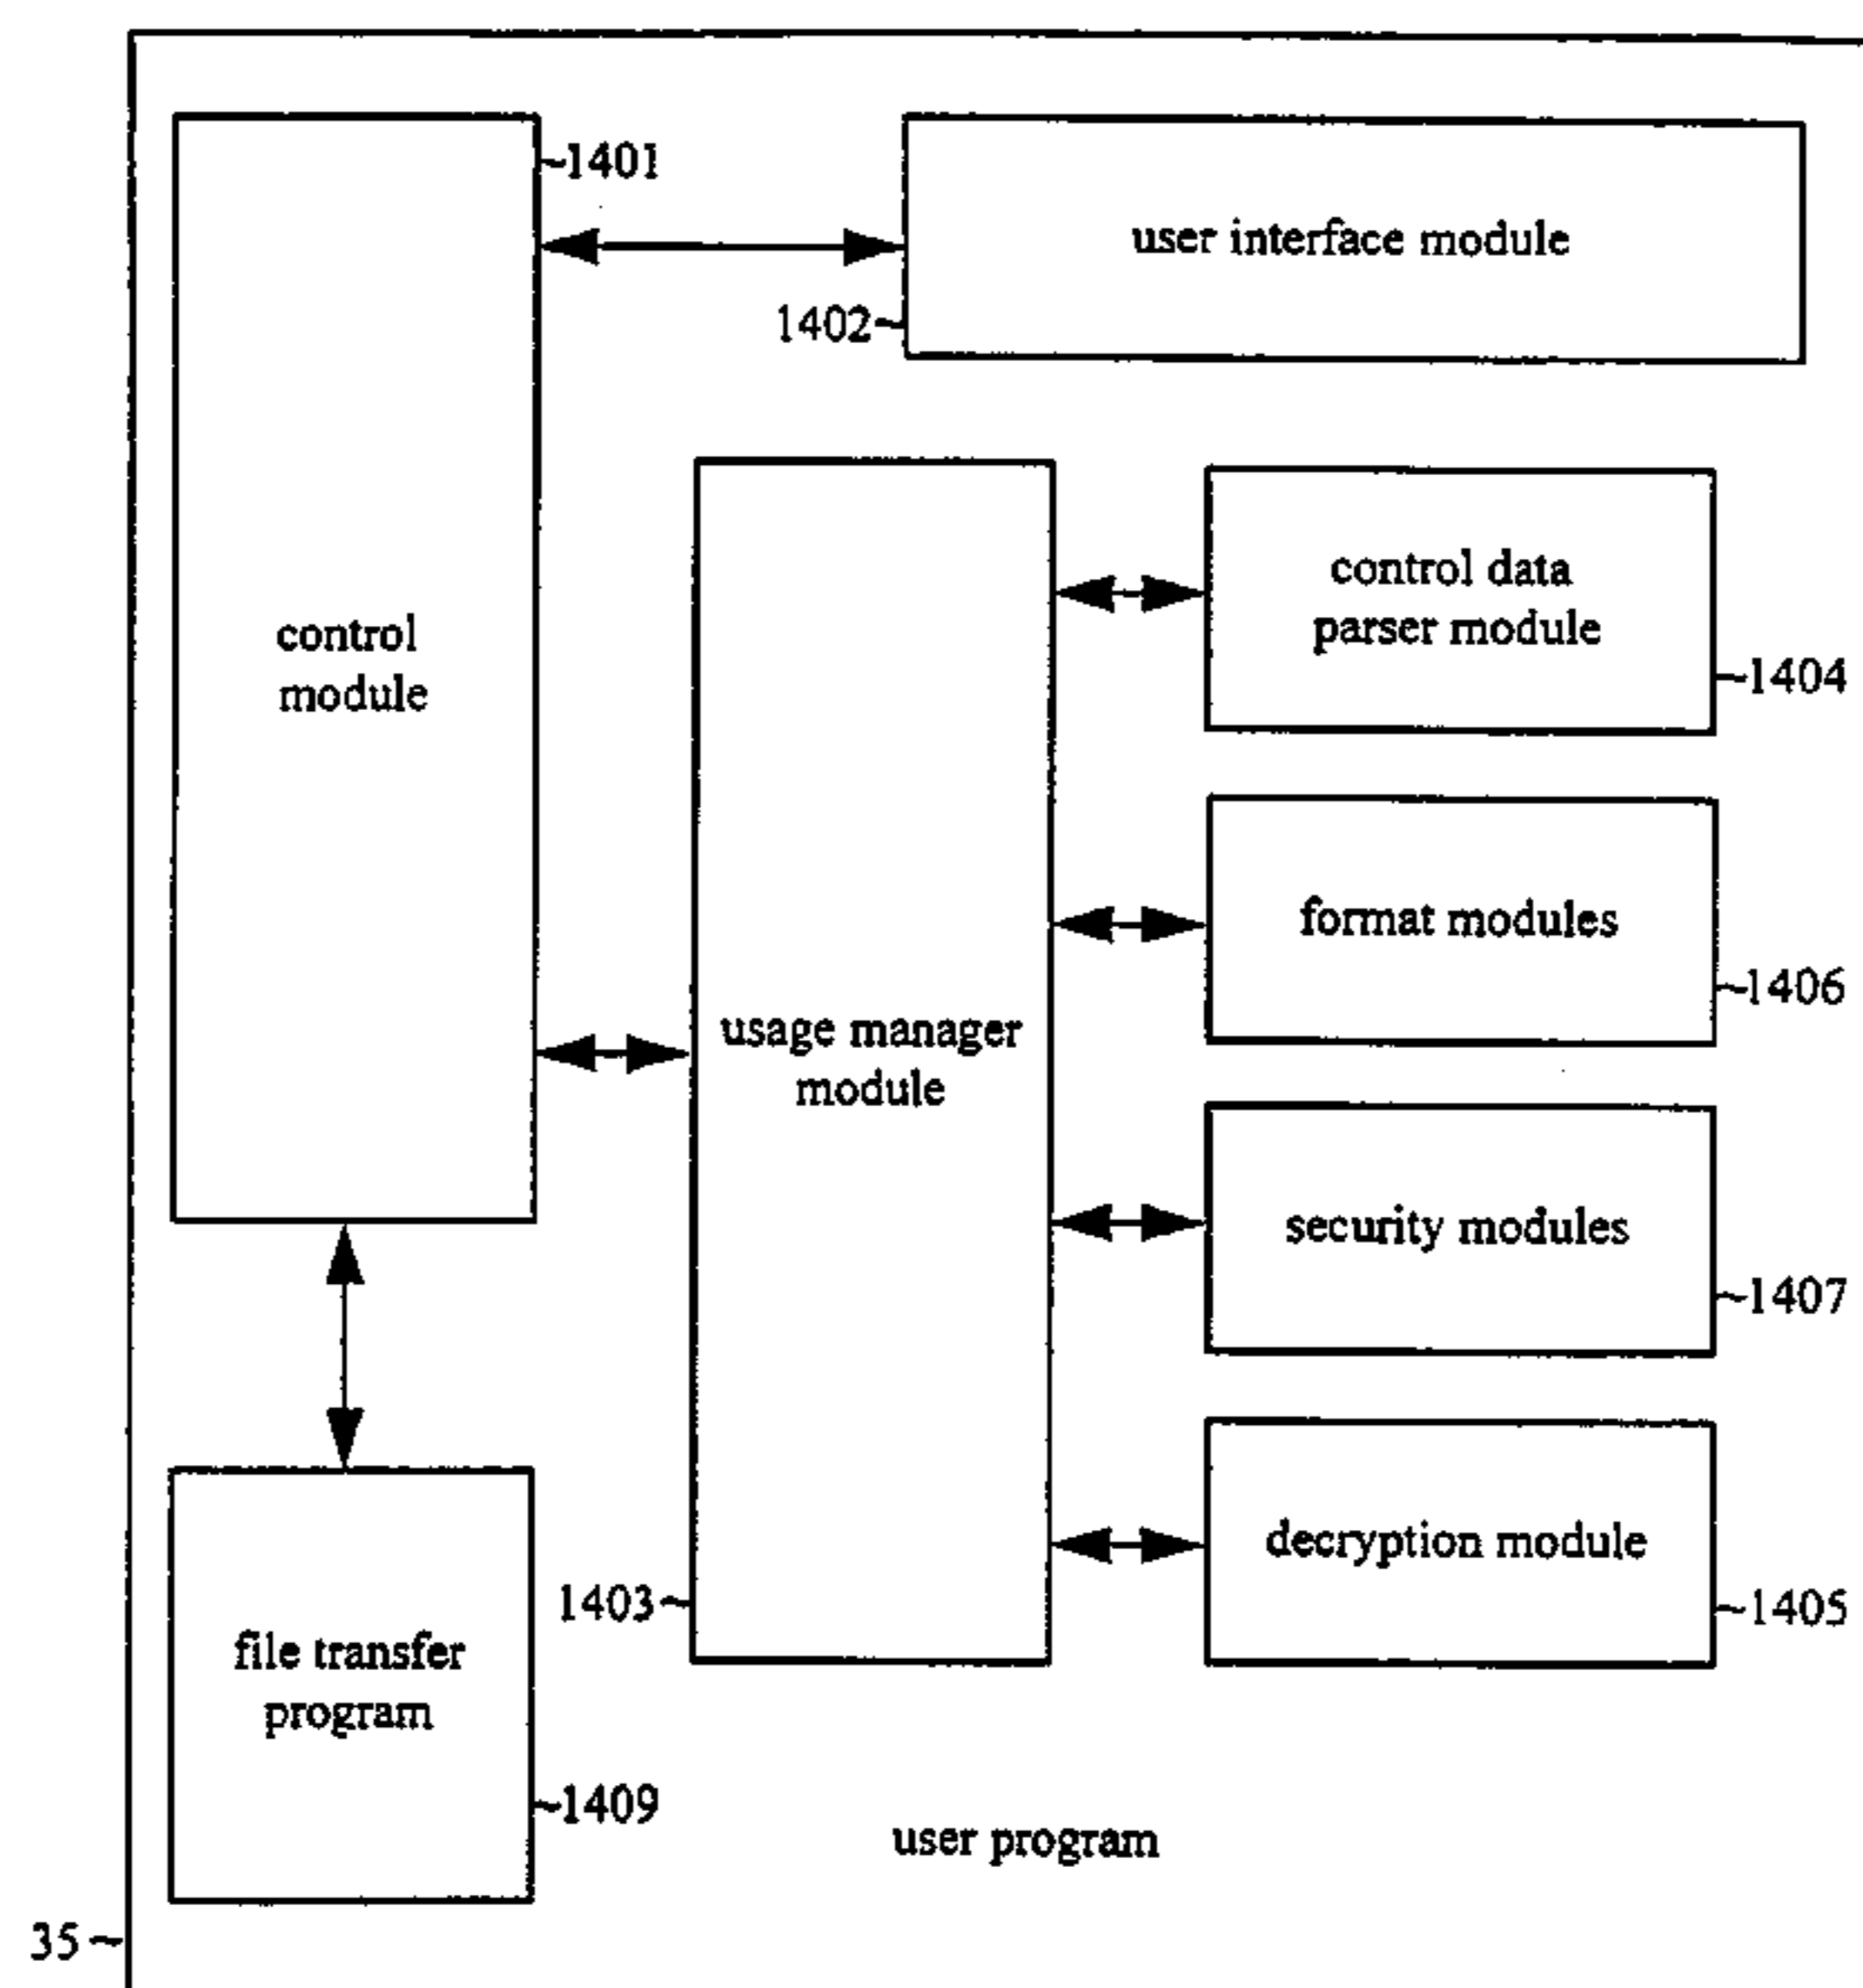 ~1401
user interface module
1402~
control
module
control data
parser module
~1404
format modules
~1406
usage manager
module
security modules
~1407
decryption module
~1405
1403~
file transfer
program
~1409
user program
35~